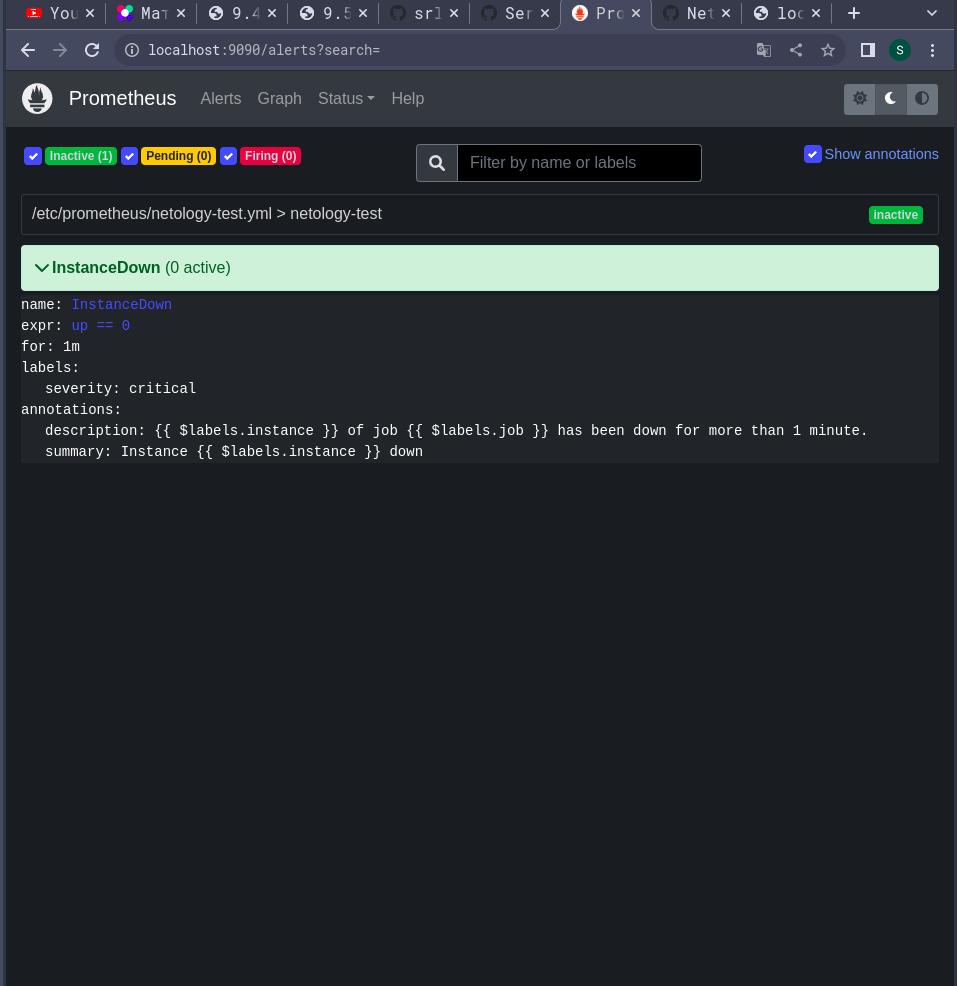 You Мат 9.4 9.5 srl Ser Pro Net loc
localhost:9090/alerts?search=
S
Prometheus Alerts Graph Status Help
Inactive (1) Pending (0) Firing (0) Filter by name or labels Show annotations
/etc/prometheus/netology-test.yml > netology-test inactive
InstanceDown (0 active)
name: InstanceDown
expr: up == 0
for: 1m
labels:
severity: critical
annotations:
description: {{ $labels.instance }} of job {{ $labels.job }} has been down for more than 1 minute.
summary: Instance {{ $labels.instance }} down